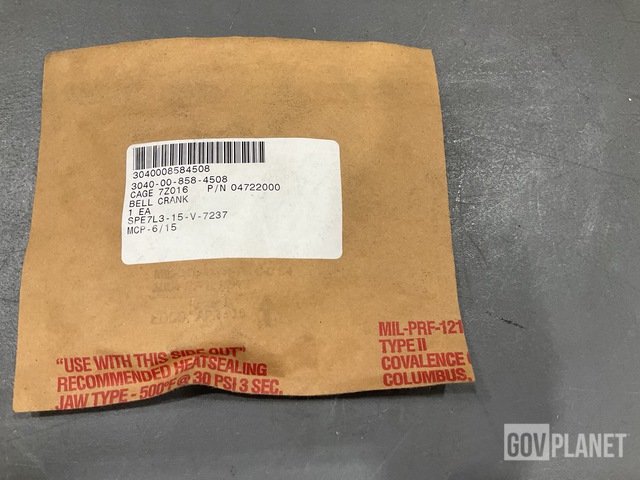 3040008584508
3040-00-858-4508
CAGE 7Z016 P/N 04722000
BELL CRANK
1 EA
SPE7L3-15-V-7237
MCP-6/15
"USE WITH THIS SIDE OUT"
RECOMMENDED HEATSEALING
JAW TYPE - 500°F @ 30 PSI 3 SEC.
MIL-PRF-121
TYPE II
COVALENCE
COLUMBUS,
GOVPLANET